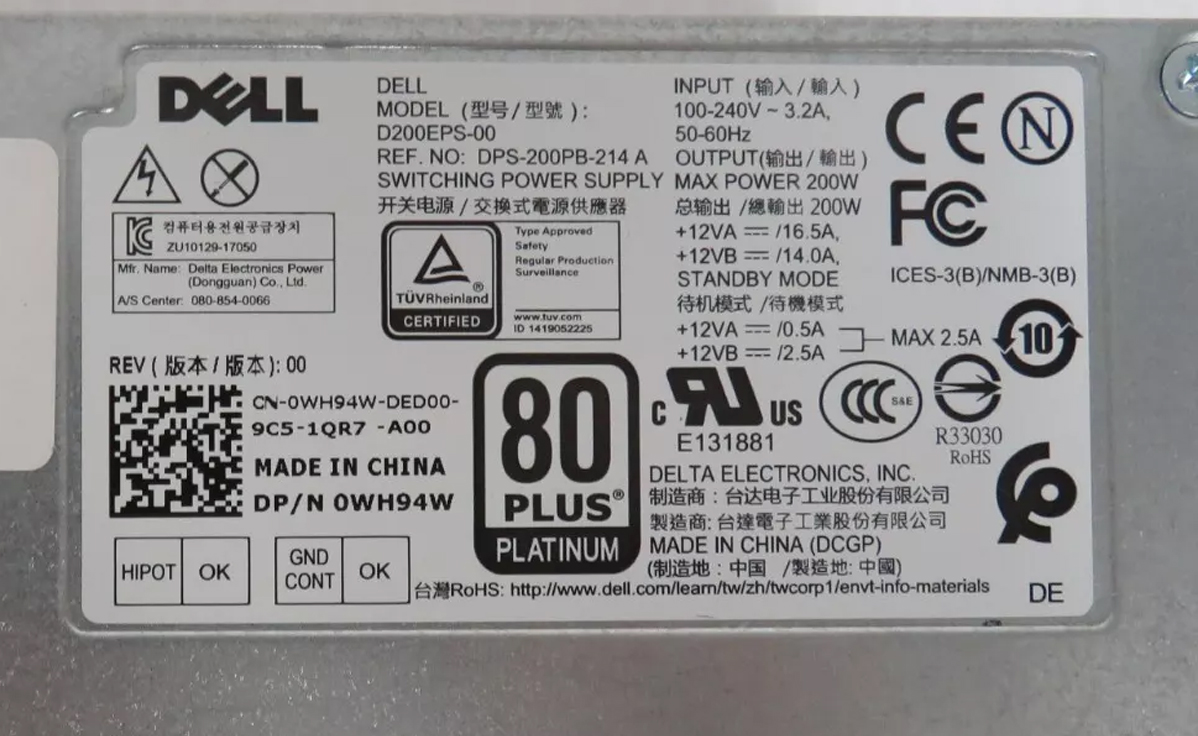 DELL
DELL
MODEL (型号/型號):
D200EPS-00
REF. NO: DPS-200PB-214 A
SWITCHING POWER SUPPLY
开关电源 / 交換式電源供應器
INPUT (输入/輸入)
100-240V ~ 3.2A,
50-60Hz
OUTPUT(输出/輸出)
MAX POWER 200W
总输出 /總輸出 200W
+12VA ⎓ /16.5A,
+12VB ⎓ /14.0A,
STANDBY MODE
待机模式 /待機模式
+12VA ⎓ /0.5A
+12VB ⎓ /2.5A
MAX 2.5A
CE
N
FC
ICES-3(B)/NMB-3(B)
10
컴퓨터용전원공급장치
ZU10129-17050
Mfr. Name: Delta Electronics Power
(Dongguan) Co., Ltd.
A/S Center: 080-854-0066
TÜVRheinland ®
CERTIFIED
Type Approved
Safety
Regular Production
Surveillance
www.tuv.com
ID 1419052225
REV (版本/版本): 00
CN-0WH94W-DED00-
9C5-1QR7 -A00
MADE IN CHINA
DP/N 0WH94W
HIPOT OK
GND CONT OK
80
PLUS®
PLATINUM
C RU US
E131881
CCC S&E
R33030
RoHS
DELTA ELECTRONICS, INC.
制造商：台达电子工业股份有限公司
製造商: 台達電子工業股份有限公司
MADE IN CHINA (DCGP)
(制造地：中国 /製造地: 中國)
台灣RoHS: http://www.dell.com/learn/tw/zh/twcorp1/envt-info-materials
DE